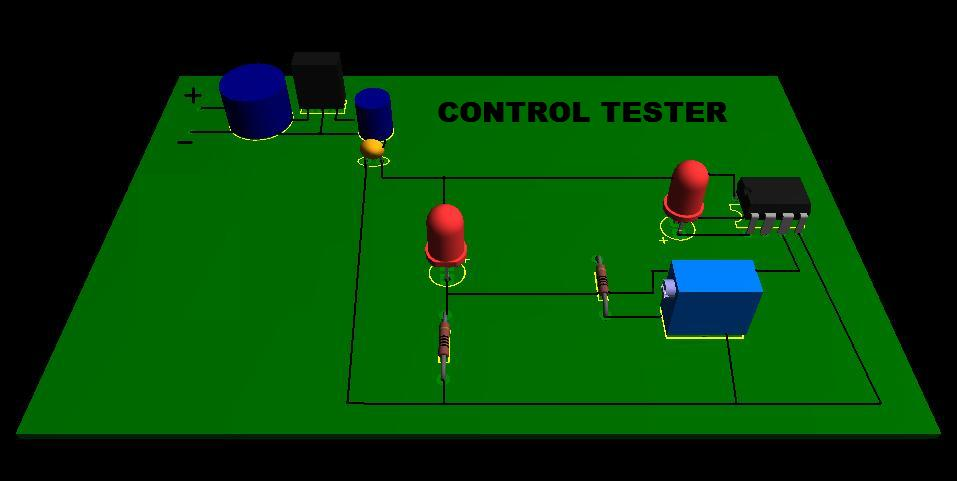 +
CONTROL TESTER
−
+